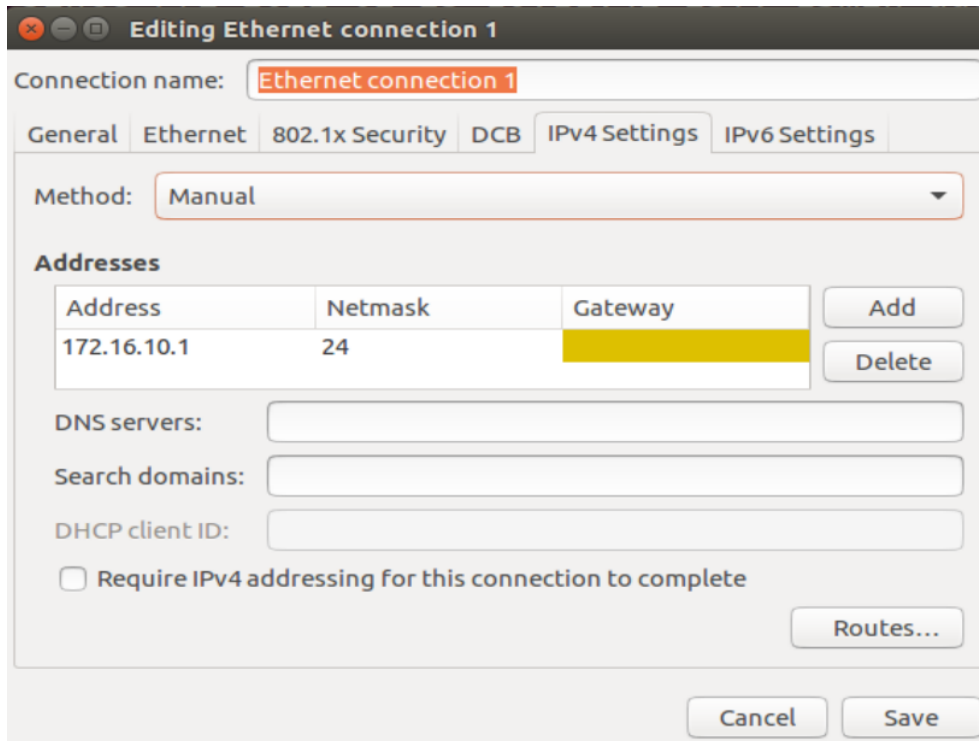 Editing Ethernet connection 1
Connection name: Ethernet connection 1
General Ethernet 802.1x Security DCB IPv4 Settings IPv6 Settings
Method: Manual
Addresses
Address Netmask Gateway Add
172.16.10.1 24
Delete
DNS servers:
Search domains:
DHCP client ID:
Require IPv4 addressing for this connection to complete
Routes...
Cancel Save